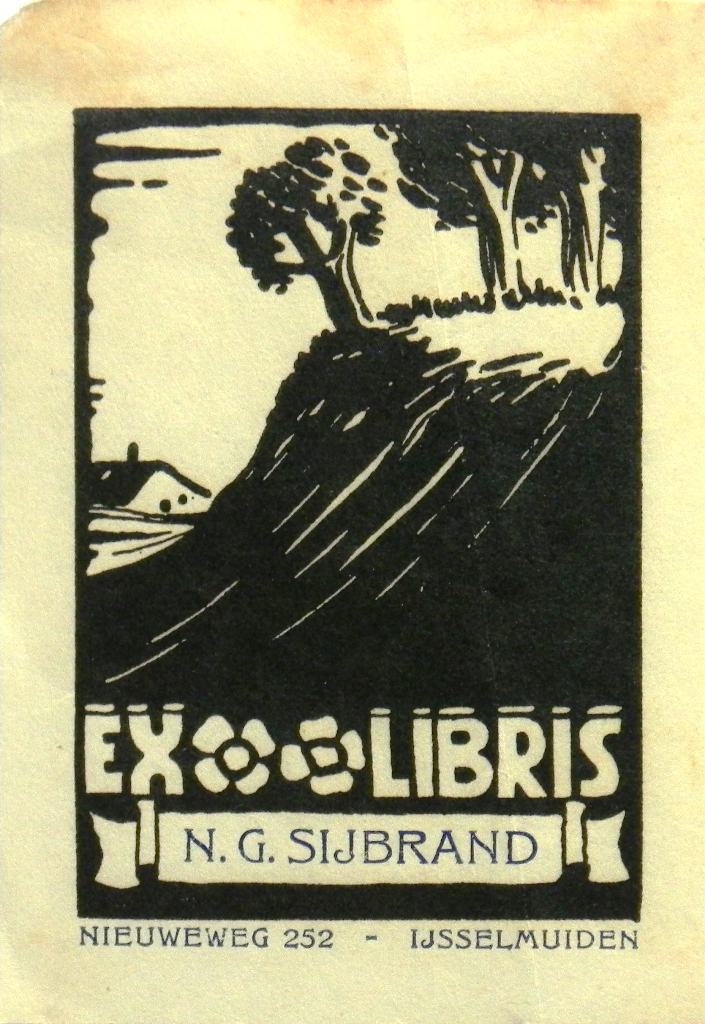 EX LIBRIS
N. G. SIJBRAND
NIEUWEWEG 252 - IJSSELMUIDEN